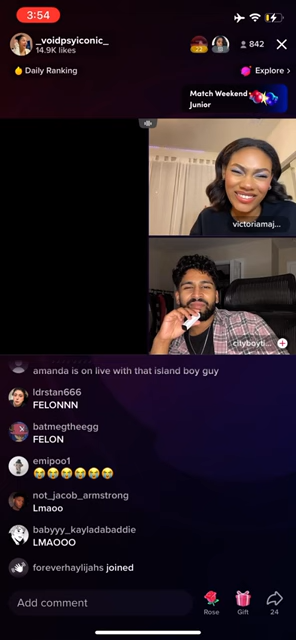 3:54
_voidpsyiconic_
14.9K likes
22
842
Daily Ranking
Explore >
Match Weekend-
Junior
victoriamaj...
cityboyti...
amanda is on live with that island boy guy
ldrstan666
FELONNN
batmegtheegg
FELON
emipoo1
😭😭😭😭😭😭
not_jacob_armstrong
Lmaoo
babyyy_kayladabaddie
LMAOOO
foreverhaylijahs joined
Add comment
Rose
Gift
24